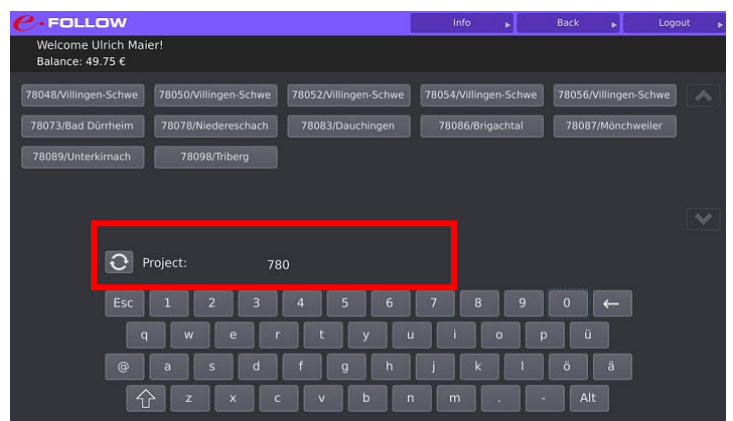 e-FOLLOW Info Back Logout
Welcome Ulrich Maier!
Balance: 49.75 €
78048/Villingen-Schwe 78050/Villingen-Schwe 78052/Villingen-Schwe 78054/Villingen-Schwe 78056/Villingen-Schwe
78073/Bad Dürrheim 78078/Niedereschach 78083/Dauchingen 78086/Brigachtal 78087/Mönchweiler
78089/Unterkirnach 78098/Triberg
Project: 780
Esc 1 2 3 4 5 6 7 8 9 0 ←
q w e r t y u i o p ü
@ a s d f g h j k l ö ä
z x c v b n m . - Alt